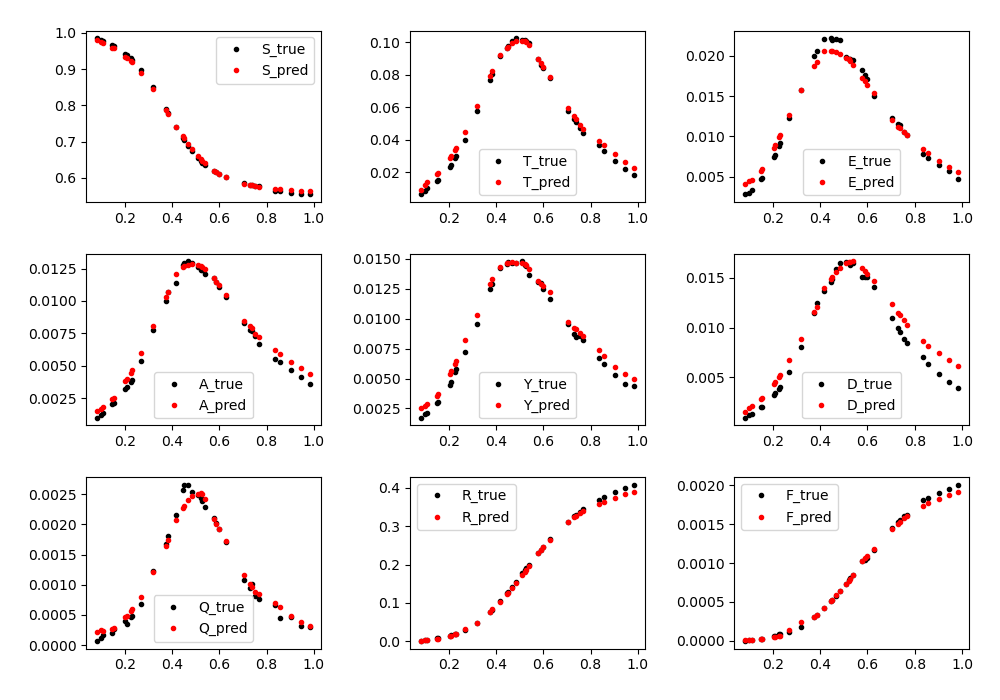 1.0
0.9
0.8
0.7
0.6
S_true
S_pred
0.2 0.4 0.6 0.8 1.0
0.10
0.08
0.06
0.04
0.02
T_true
T_pred
0.2 0.4 0.6 0.8 1.0
0.020
0.015
0.010
0.005
E_true
E_pred
0.2 0.4 0.6 0.8 1.0
0.0125
0.0100
0.0075
0.0050
0.0025
A_true
A_pred
0.2 0.4 0.6 0.8 1.0
0.0150
0.0125
0.0100
0.0075
0.0050
0.0025
Y_true
Y_pred
0.2 0.4 0.6 0.8 1.0
0.015
0.010
0.005
D_true
D_pred
0.2 0.4 0.6 0.8 1.0
0.0025
0.0020
0.0015
0.0010
0.0005
0.0000
Q_true
Q_pred
0.2 0.4 0.6 0.8 1.0
0.4
0.3
0.2
0.1
0.0
R_true
R_pred
0.2 0.4 0.6 0.8 1.0
0.0020
0.0015
0.0010
0.0005
0.0000
F_true
F_pred
0.2 0.4 0.6 0.8 1.0